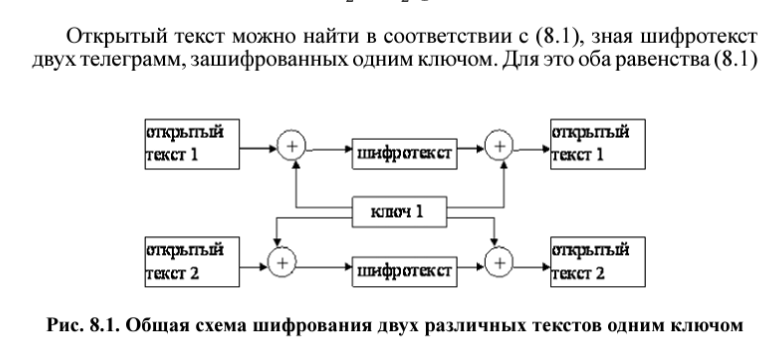 Открытый текст можно найти в соответствии с (8.1), зная шифротекст
двух телеграмм, зашифрованных одним ключом. Для это оба равенства (8.1)
открытый
текст 1
+
шифротекст
+
открытый
текст 1
ключ 1
открытый
текст 2
+
шифротекст
+
открытый
текст 2
Рис. 8.1. Общая схема шифрования двух различных текстов одним ключом